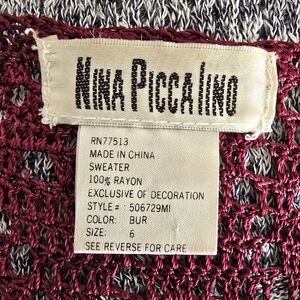 NINA PICCALINO
RN77513
MADE IN CHINA
SWEATER
100% RAYON
EXCLUSIVE OF DECORATION
STYLE # : 506729MI
COLOR: BUR
SIZE: 6
SEE REVERSE FOR CARE